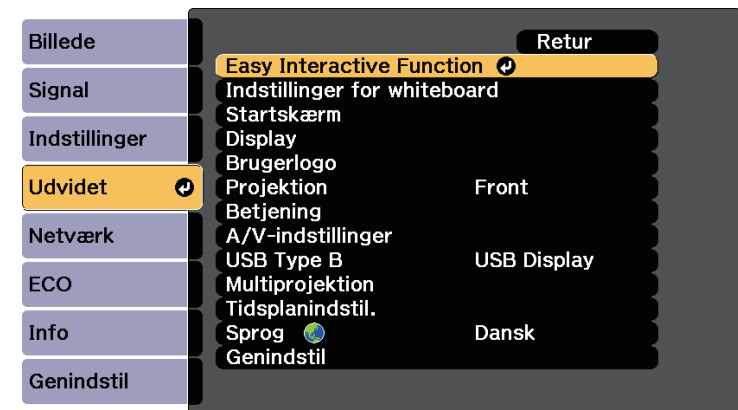 Billede
Signal
Indstillinger
Udvidet
Netværk
ECO
Info
Genindstil
Retur
Easy Interactive Function
Indstillinger for whiteboard
Startskærm
Display
Brugerlogo
Projektion Front
Betjening
A/V-indstillinger
USB Type B USB Display
Multiprojektion
Tidsplanindstil.
Sprog Dansk
Genindstil